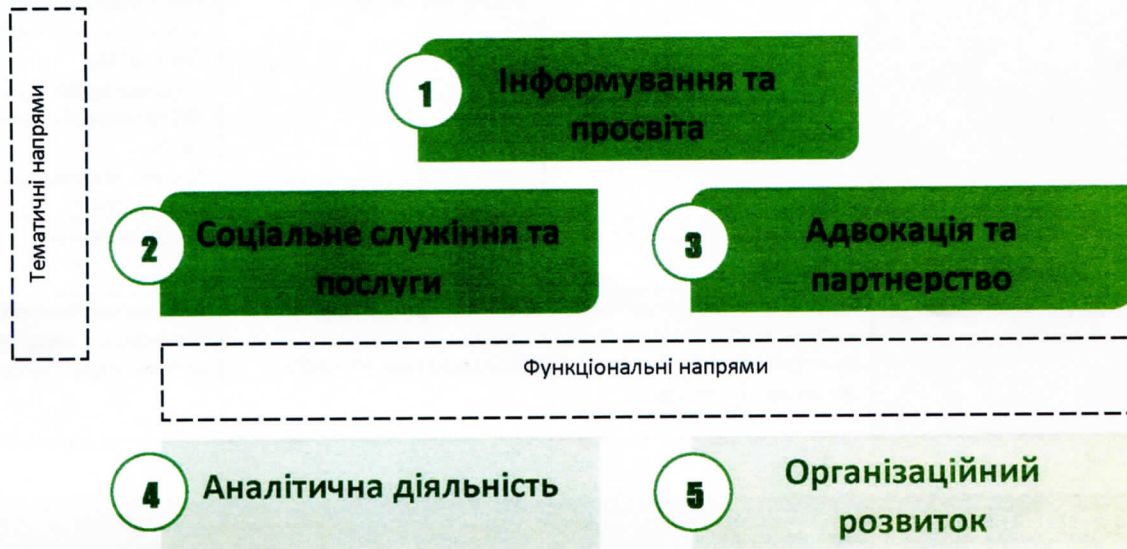 Тематичні напрями
1
Інформування та
просвіта
2
Соціальне служіння та
послуги
3
Адвокація та
партнерство
Функціональні напрями
4
Аналітична діяльність
5
Організаційний
розвиток